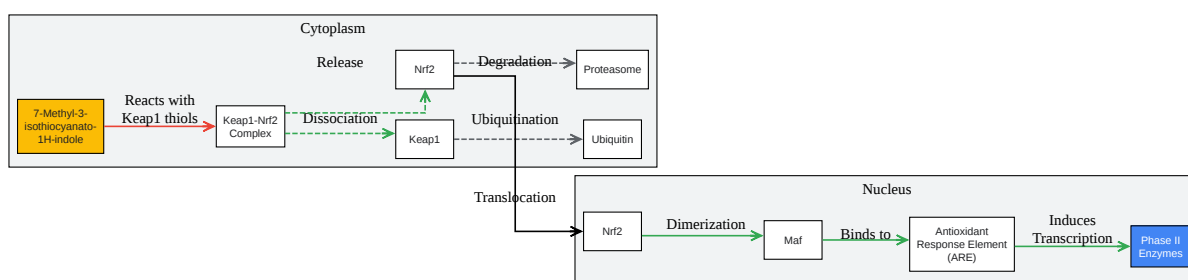 Cytoplasm
Release
Nrf2
Degradation
Proteasome
7-Methyl-3-
isothiocyanato-
1H-indole
Reacts with
Keap1 thiols
Keap1-Nrf2
Complex
Dissociation
Keap1
Ubiquitination
Ubiquitin
Translocation
Nucleus
Nrf2
Dimerization
Maf
Binds to
Antioxidant
Response Element
(ARE)
Induces
Transcription
Phase II
Enzymes